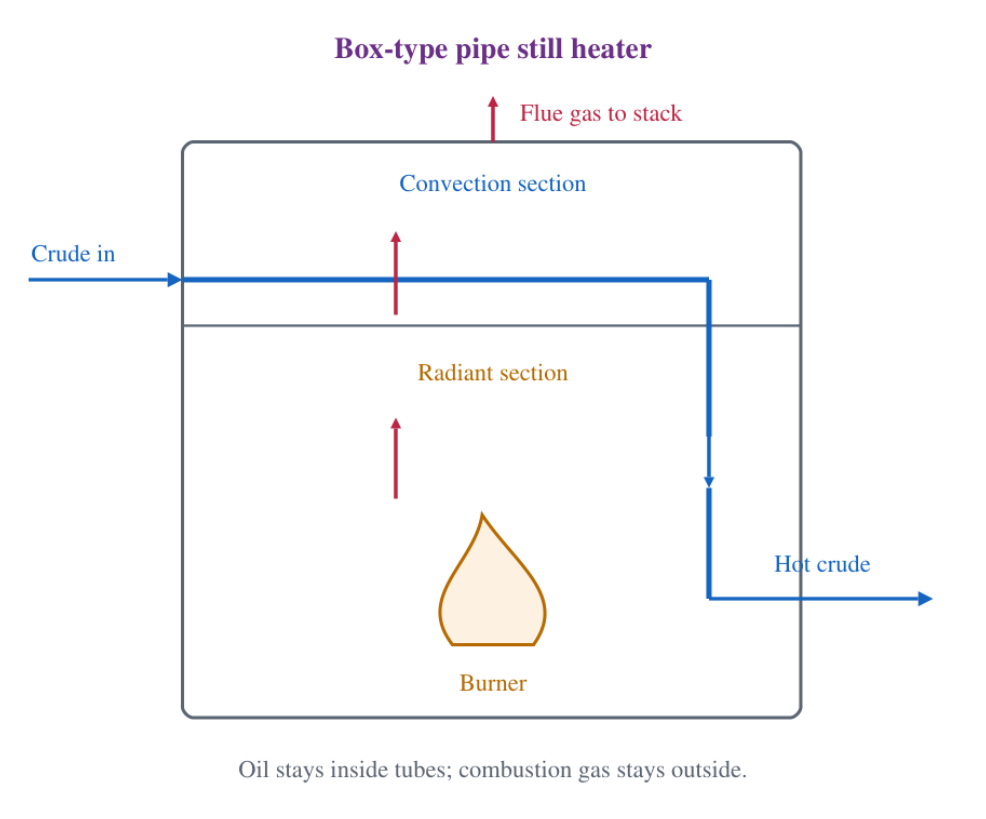 Box-type pipe still heater
Flue gas to stack
Convection section
Crude in
Radiant section
Hot crude
Burner
Oil stays inside tubes; combustion gas stays outside.